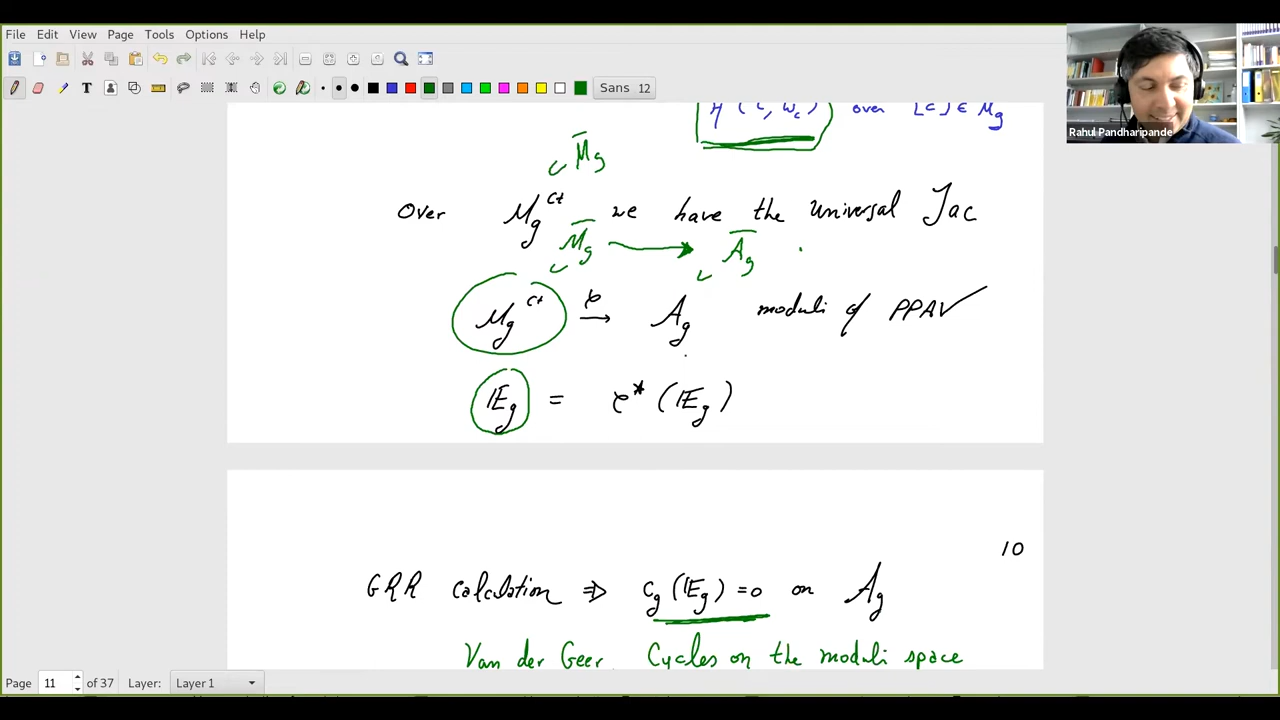 File Edit View Page Tools Options Help
Sans 12
Rahul Pandharipande
H⁰(C, ω_C) over [C] ∈ M_g
M̄_g
Over M_g^ct we have the universal Jac
M̄_g → Ā_g
M_g^ct → A_g moduli of PPAV
𝔼_g = τ* (𝔼_g)
10
GRR calculation ⇒ c_g(𝔼_g) = 0 on A_g
Van der Geer Cycles on the moduli space
Page 11 of 37 Layer: Layer 1